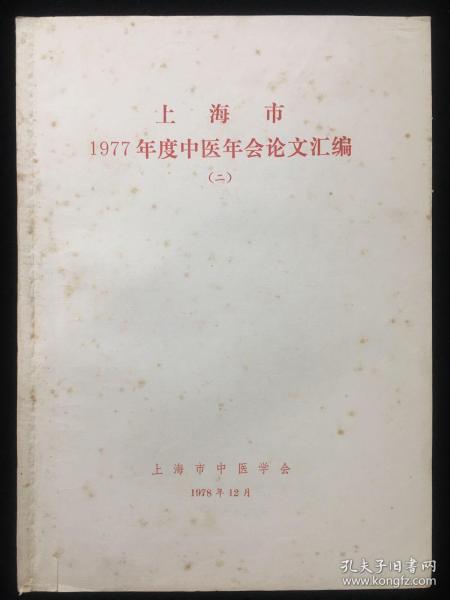 上海市
1977年度中医年会论文汇编
(二)
上海市中医学会
1978年12月
孔夫子旧书网
www.kongfz.com